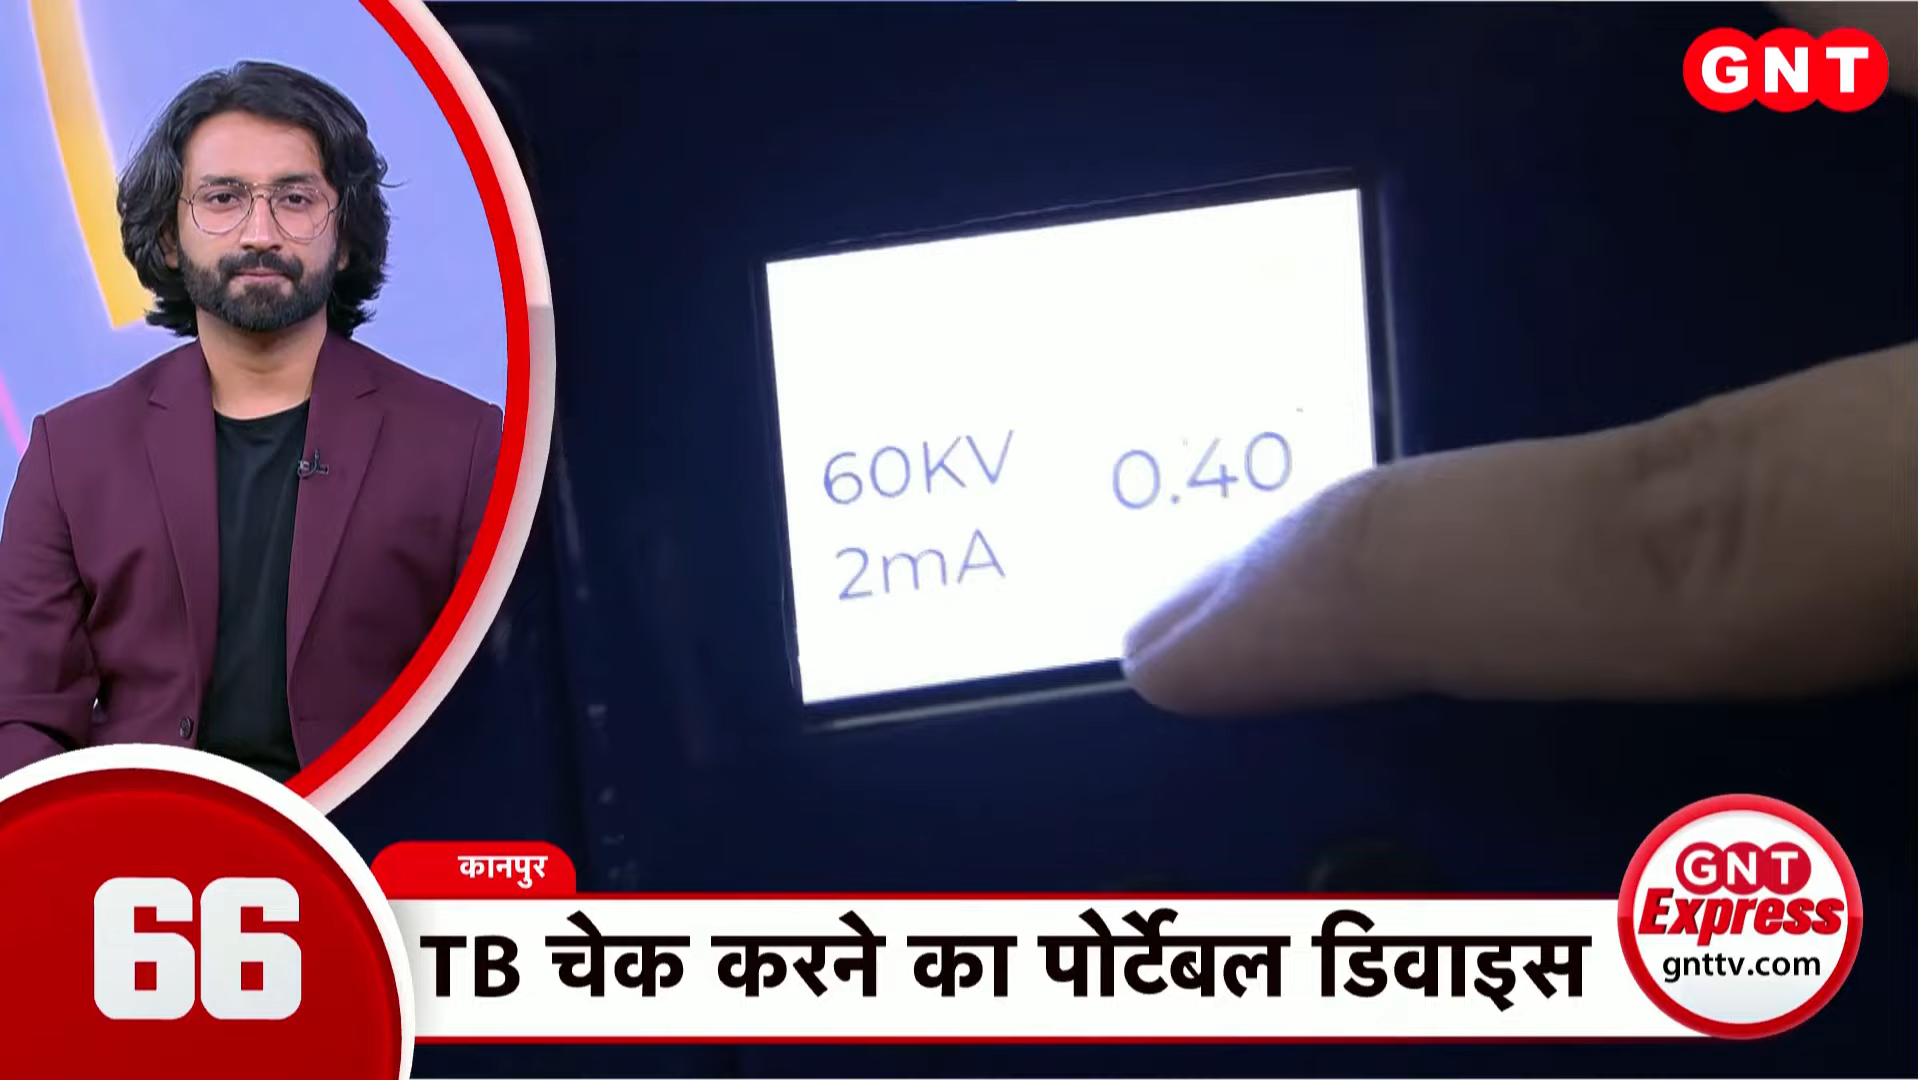 GNT
60KV
0.40
2mA
66
कानपुर
TB चेक करने का पोर्टेबल डिवाइस
GNT
Express
gnttv.com